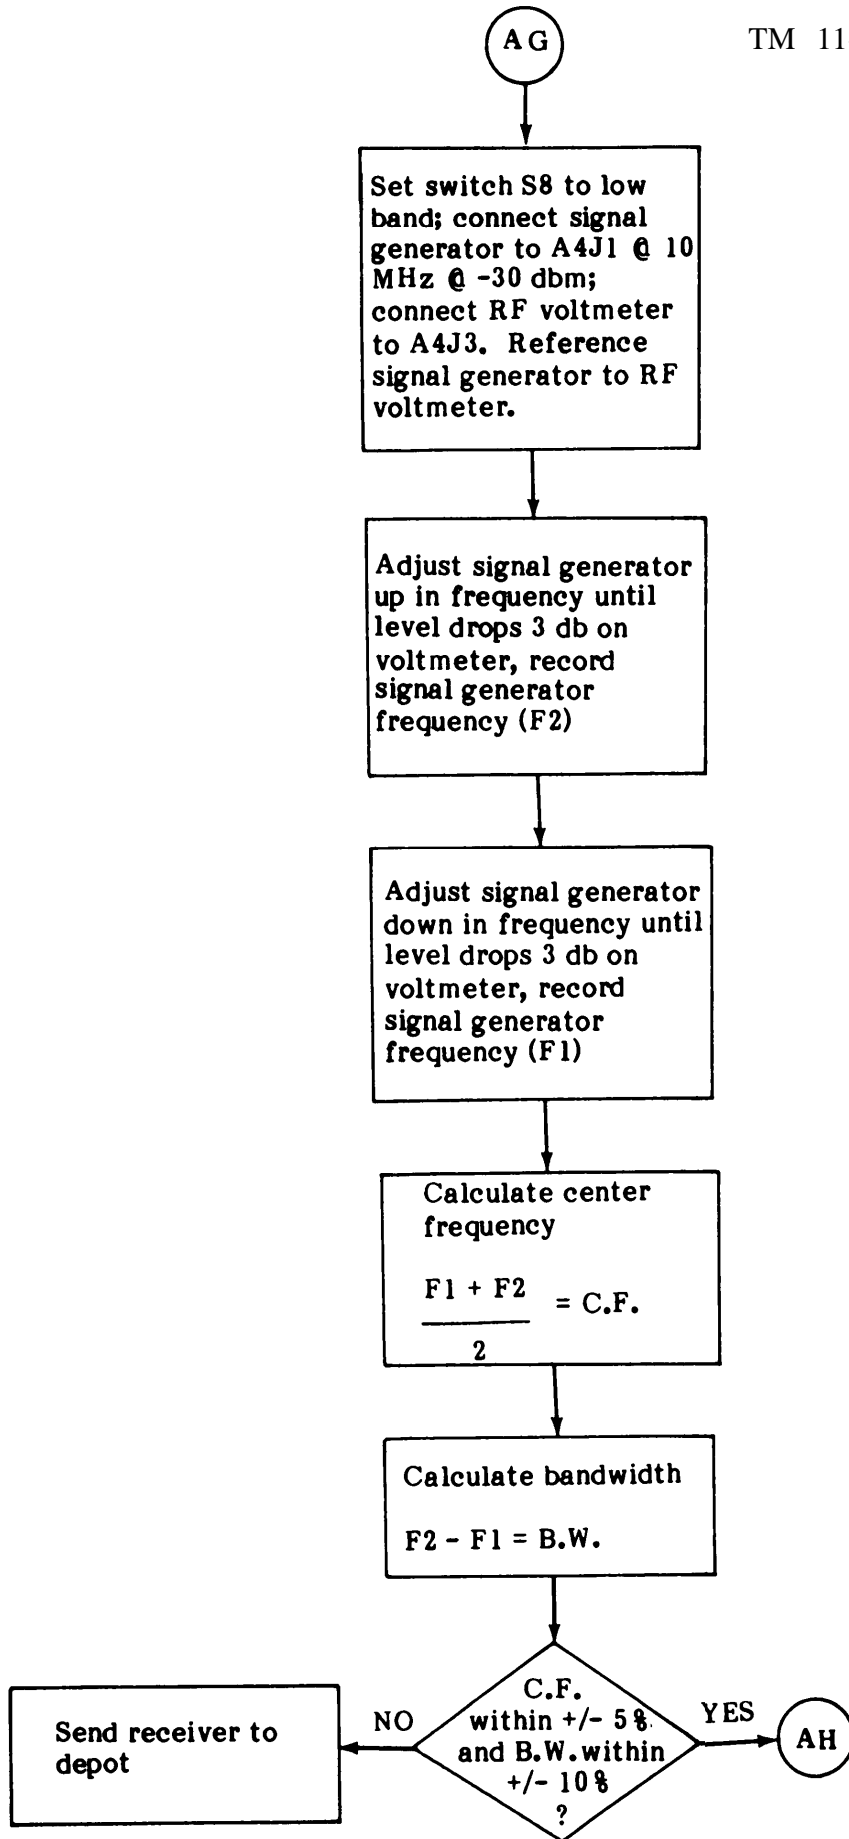 AG
TM 11
Set switch S8 to low
band; connect signal
generator to A4J1 @ 10
MHz @ -30 dbm;
connect RF voltmeter
to A4J3. Reference
signal generator to RF
voltmeter.
Adjust signal generator
up in frequency until
level drops 3 db on
voltmeter, record
signal generator
frequency (F2)
Adjust signal generator
down in frequency until
level drops 3 db on
voltmeter, record
signal generator
frequency (F1)
Calculate center
frequency
F1 + F2
= C.F.
2
Calculate bandwidth
F2 - F1 = B.W.
C.F.
within +/- 5%
and B.W. within
+/- 10%
?
NO
YES
Send receiver to
depot
AH